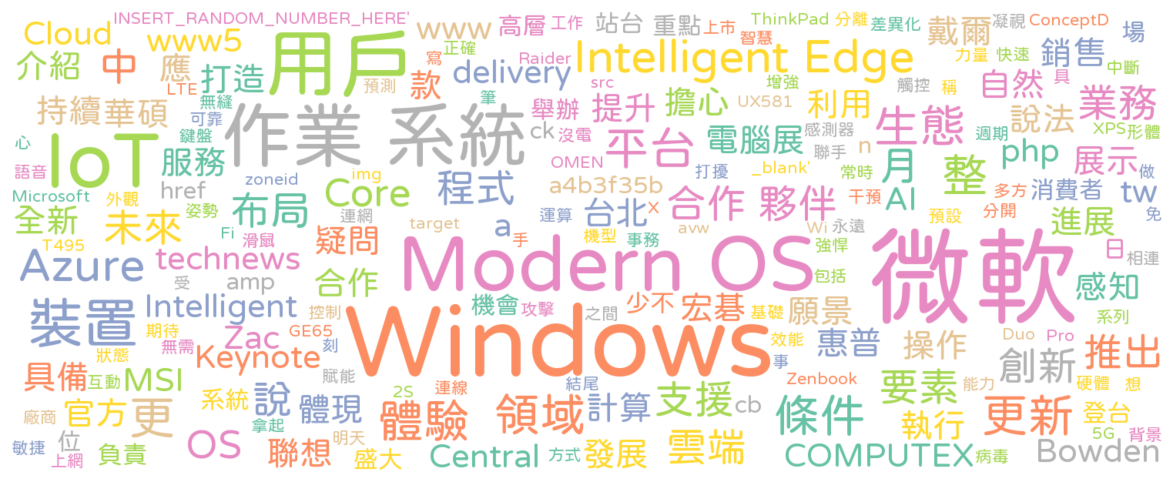 INSERT_RANDOM_NUMBER_HERE'
高層
工作
站台
重點
上市
ThinkPad
分離
差異化
戴爾
凝視
ConceptD
場
Cloud
www5
www
正確
Raider
智慧
力量
快速
銷售
中斷
介紹
中
應
打造
用戶
寫
款
delivery
Intelligent Edge
src
增強
觸控
稱
自然
具
業務
LTE
無縫
預測
筆
舉辦
提升
擔心
UX581
利用
持續
華碩
可靠
作業 系統
ck
沒電
平台
電腦展
感測器
生態
說法
XPS
形體
心
IoT
鍵盤
服務
OMEN
打擾
聯手
n
週期
php
展示
語音
zoneid
img
程式
a4b3f35b
_blank'
常時
月
整
多方
消費者
做
Microsoft
外觀
href
Core
合作 夥伴
干預
AI
tw
全新
未來
姿勢
布局
連網
target
a
運算
台北
X
avw
Wi
永遠
預設
分開
進展
免
T495
Fi
滑鼠
疑問
手
機型
事務
強悍
微軟
日
相連
Azure
technews
Modern OS
包括
感知
受
amp
合作
裝置
Intelligent
控制
機會
攻擊
之間
少不
宏碁
基礎
願景
系列
期待
Zac
GE65
刻
Windows
效能
惠普
操作
Duo
Pro
創新
推出
狀態
無需
Keynote
賦能
事
具備
互動
MSI
2S
連線
結尾
Zenbook
要素
能力
硬體
想
廠商
官方
更
系統
說
體現
體驗
領域
計算
支援
cb
條件
執行
更新
登台
拿起
5G
背景
敏捷
位
上網
負責
OS
聯想
明天
盛大
Central
方式
發展
雲端
COMPUTEX
病毒
Bowden